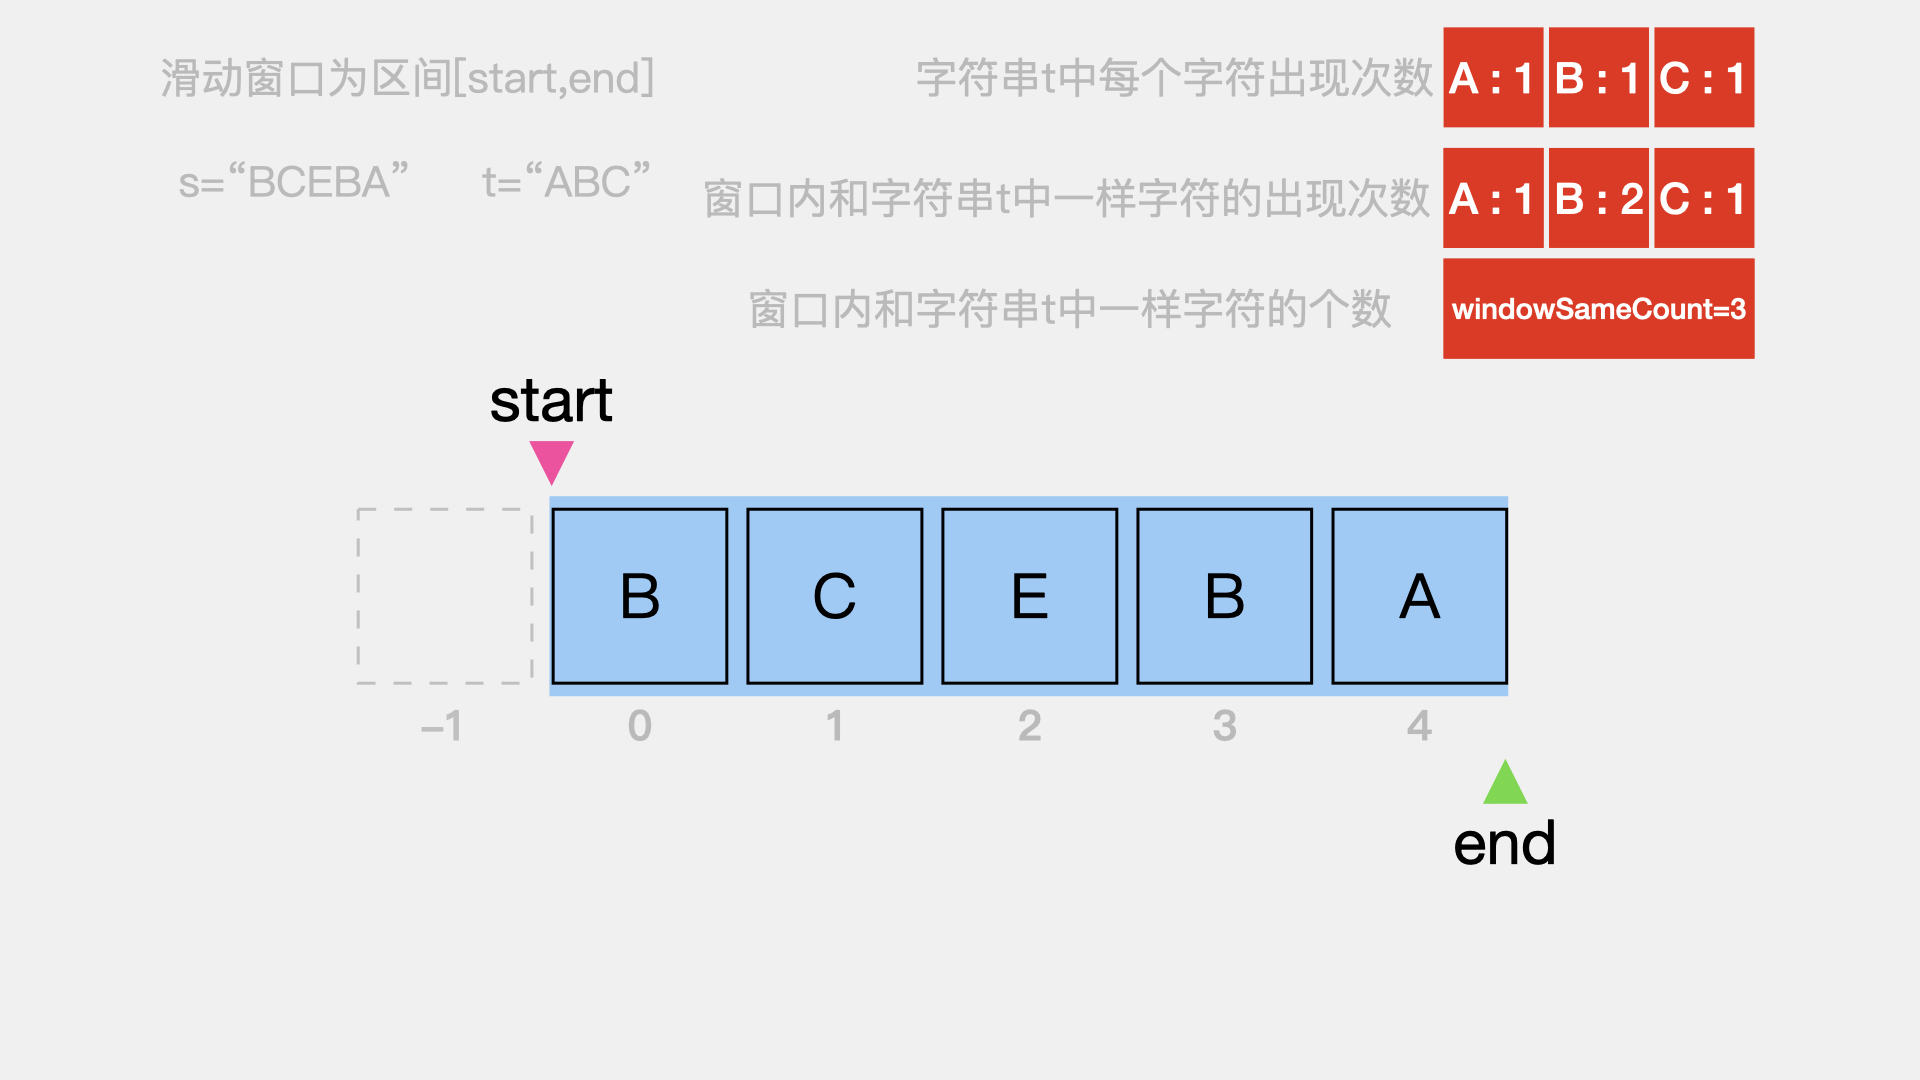 滑动窗口为区间[start,end]
字符串t中每个字符出现次数 A : 1 B : 1 C : 1
s=“BCEBA” t=“ABC”
窗口内和字符串t中一样字符的出现次数 A : 1 B : 2 C : 1
窗口内和字符串t中一样字符的个数 windowSameCount=3
start
B C E B A
-1 0 1 2 3 4
end